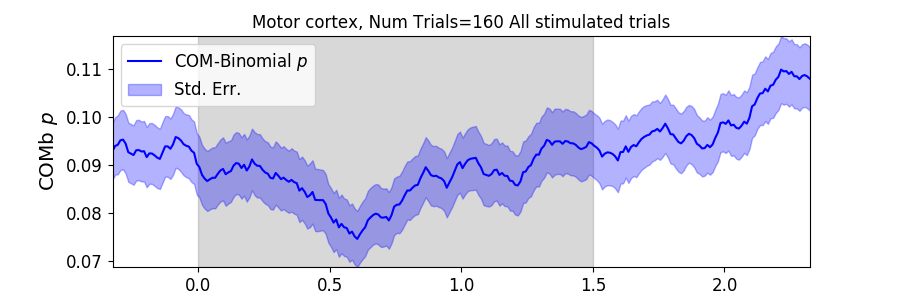 Motor cortex, Num Trials=160 All stimulated trials
COM-Binomial p
Std. Err.
COMb p
0.11
0.10
0.09
0.08
0.07
0.0 0.5 1.0 1.5 2.0